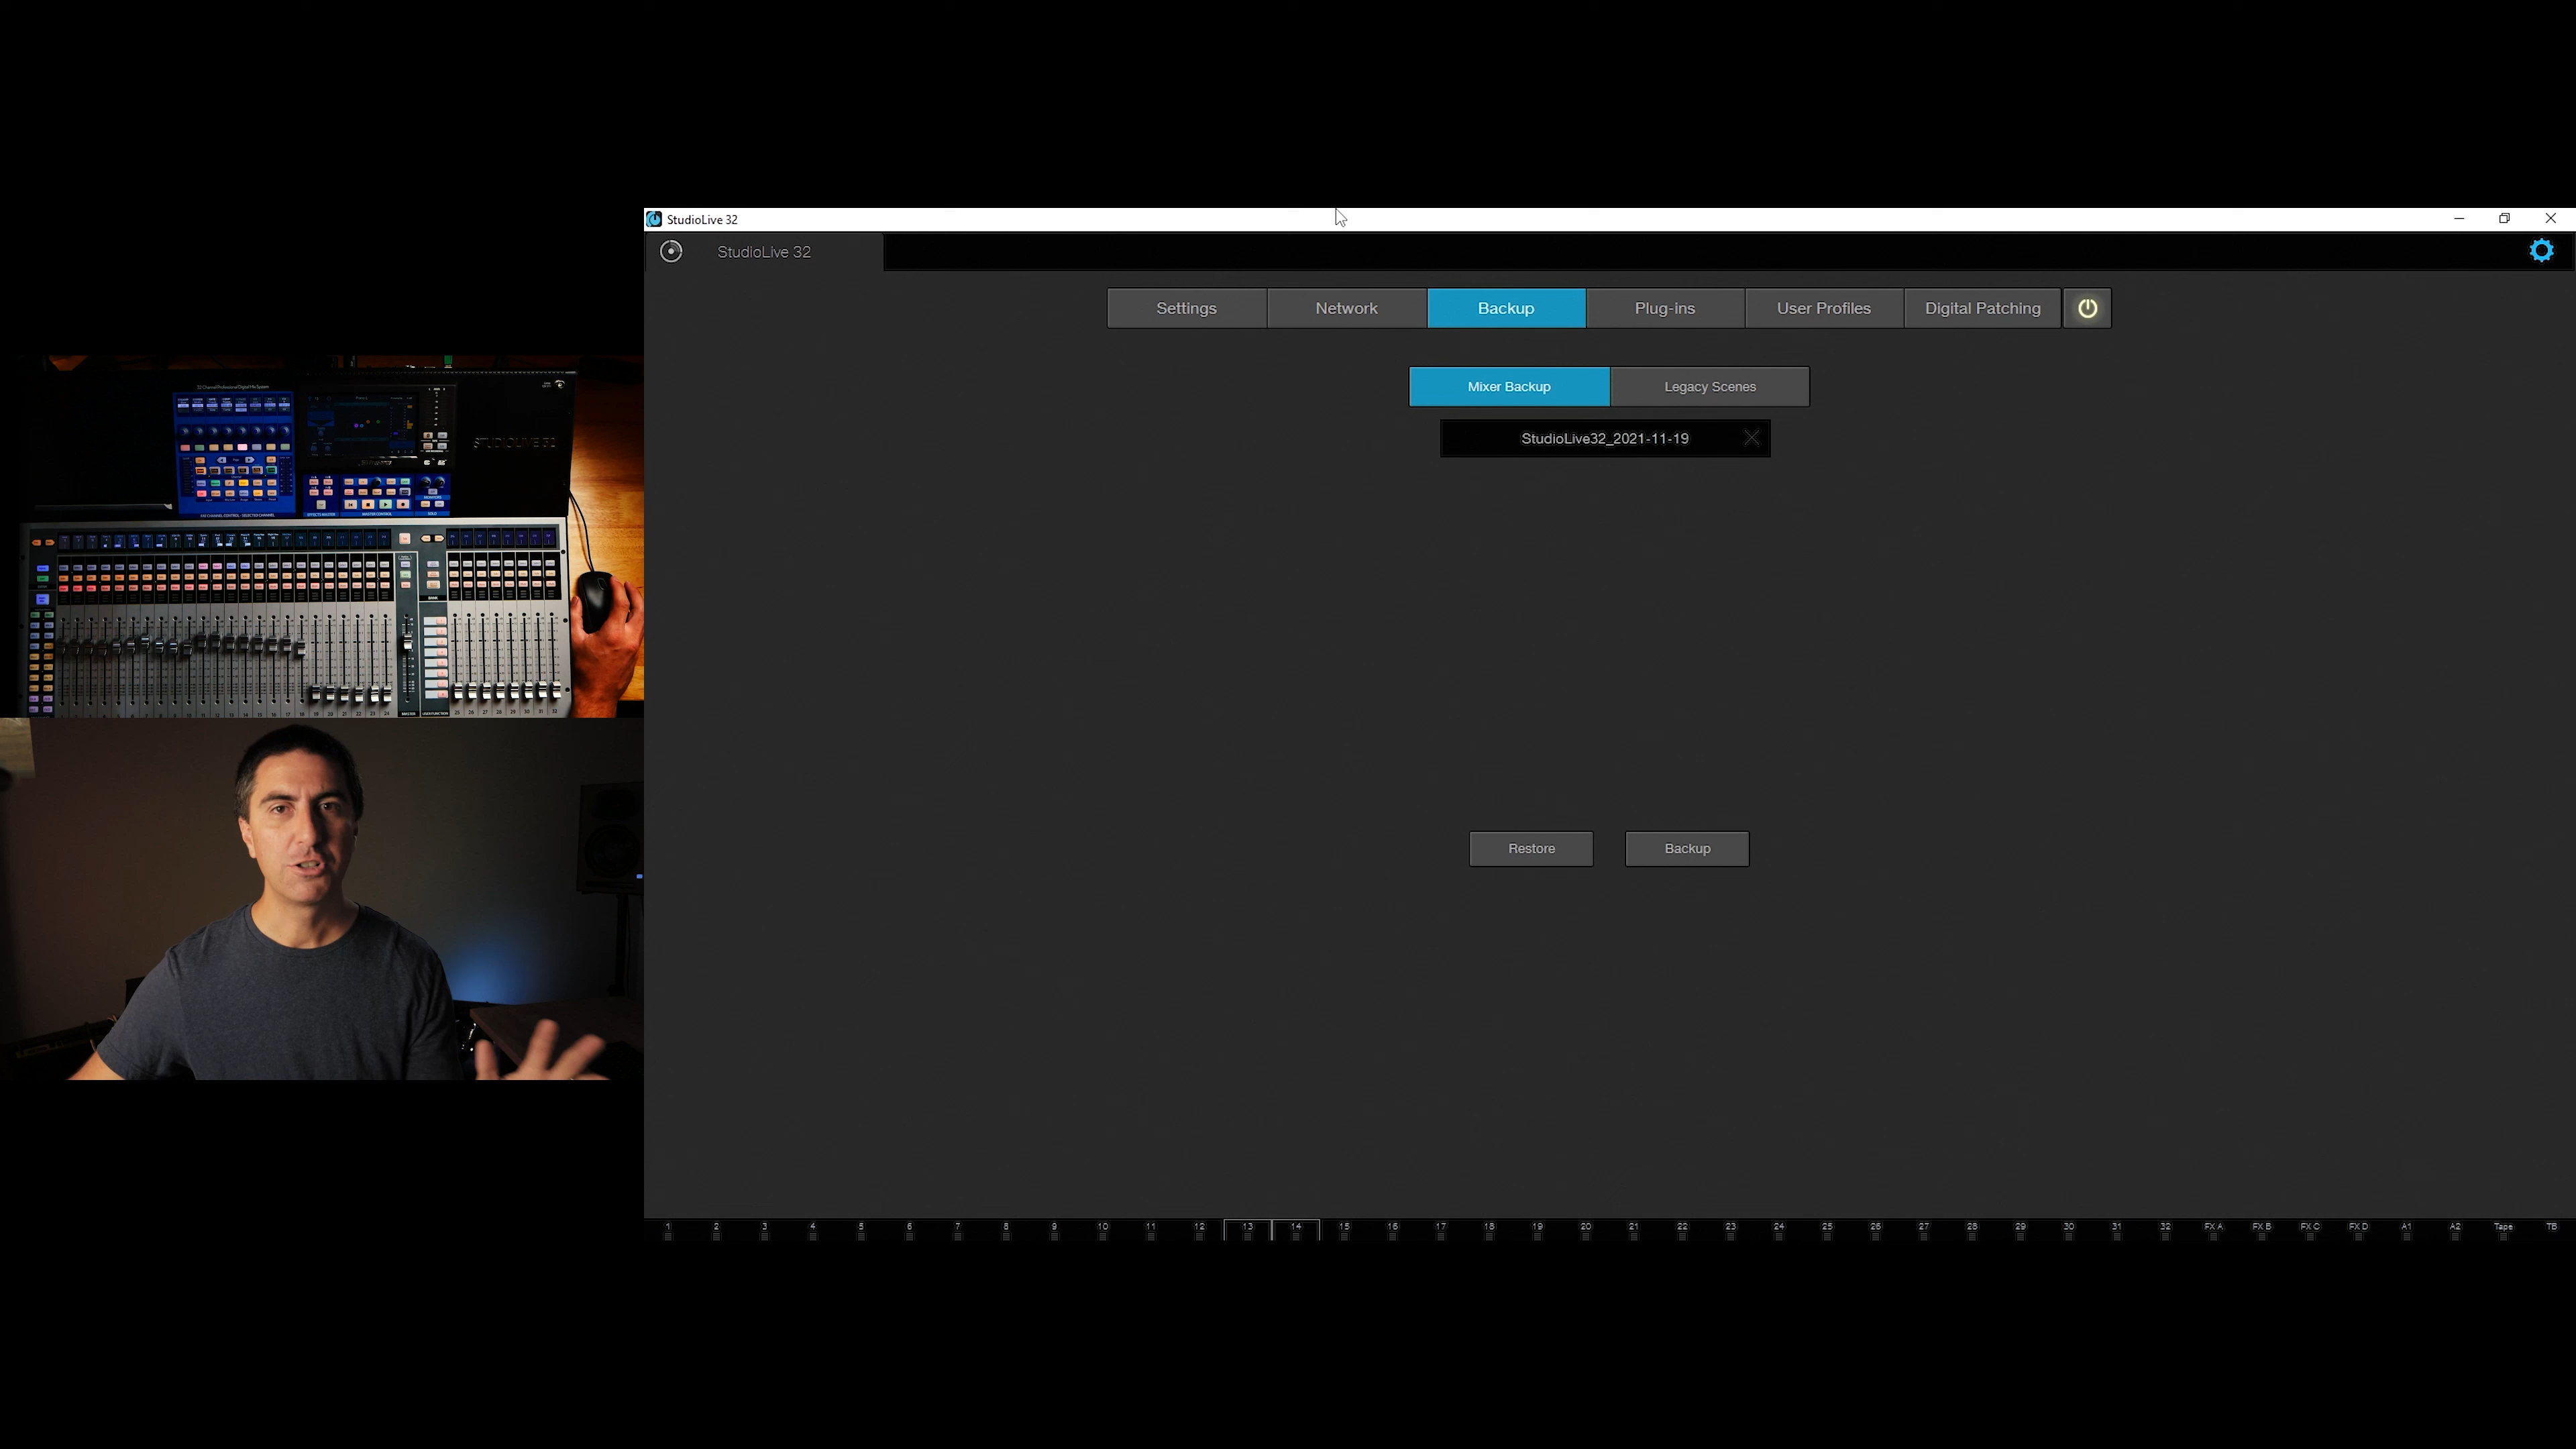 StudioLive 32
StudioLive 32
Settings Network Backup Plug-ins User Profiles Digital Patching
Mixer Backup Legacy Scenes
StudioLive32_2021-11-19
STUDIOLIVE 32
Restore Backup
1 2 3 4 5 6 7 8 9 10 11 12 13 14 15 16 17 18 19 20 21 22 23 24 25 26 27 28 29 30 31 32 FX A FX B FX C FX D A1 A2 Tape TB